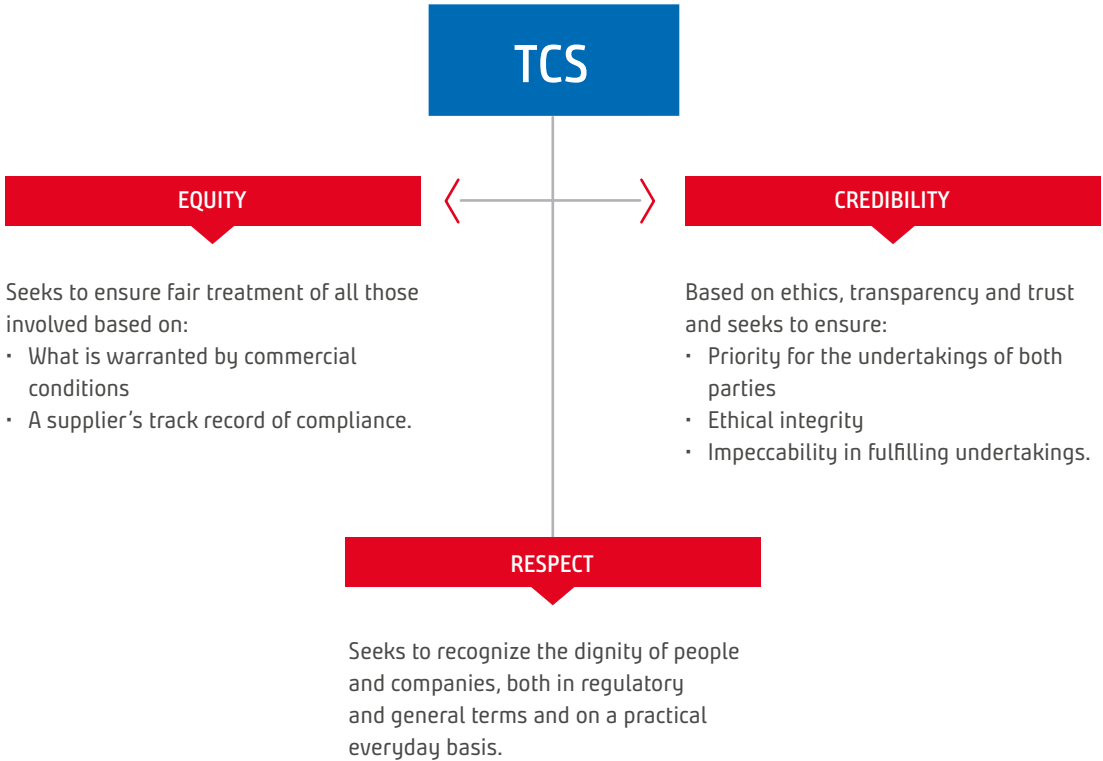 TCS
EQUITY
Seeks to ensure fair treatment of all those
involved based on:
· What is warranted by commercial
conditions
· A supplier’s track record of compliance.
CREDIBILITY
Based on ethics, transparency and trust
and seeks to ensure:
· Priority for the undertakings of both
parties
· Ethical integrity
· Impeccability in fulfilling undertakings.
RESPECT
Seeks to recognize the dignity of people
and companies, both in regulatory
and general terms and on a practical
everyday basis.